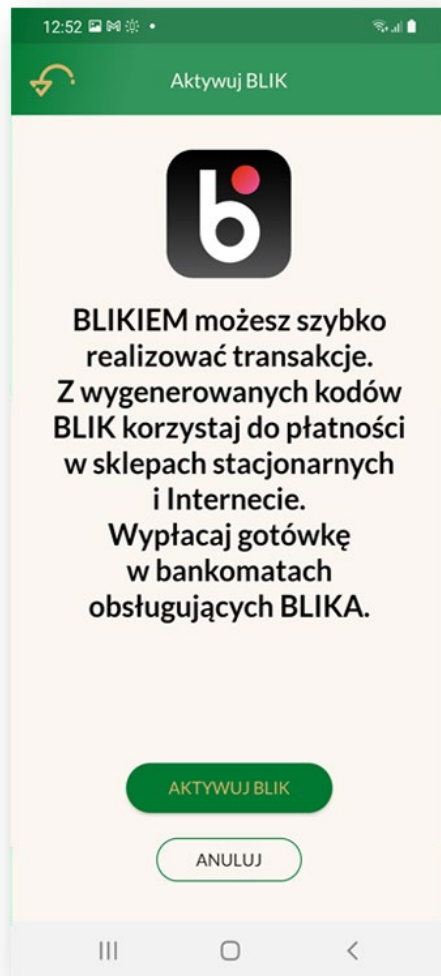 12:52
Aktywuj BLIK
b
BLIKIEM możesz szybko
realizować transakcje.
Z wygenerowanych kodów
BLIK korzystaj do płatności
w sklepach stacjonarnych
i Internecie.
Wypłacaj gotówkę
w bankomatach
obsługujących BLIKA.
AKTYWUJ BLIK
ANULUJ